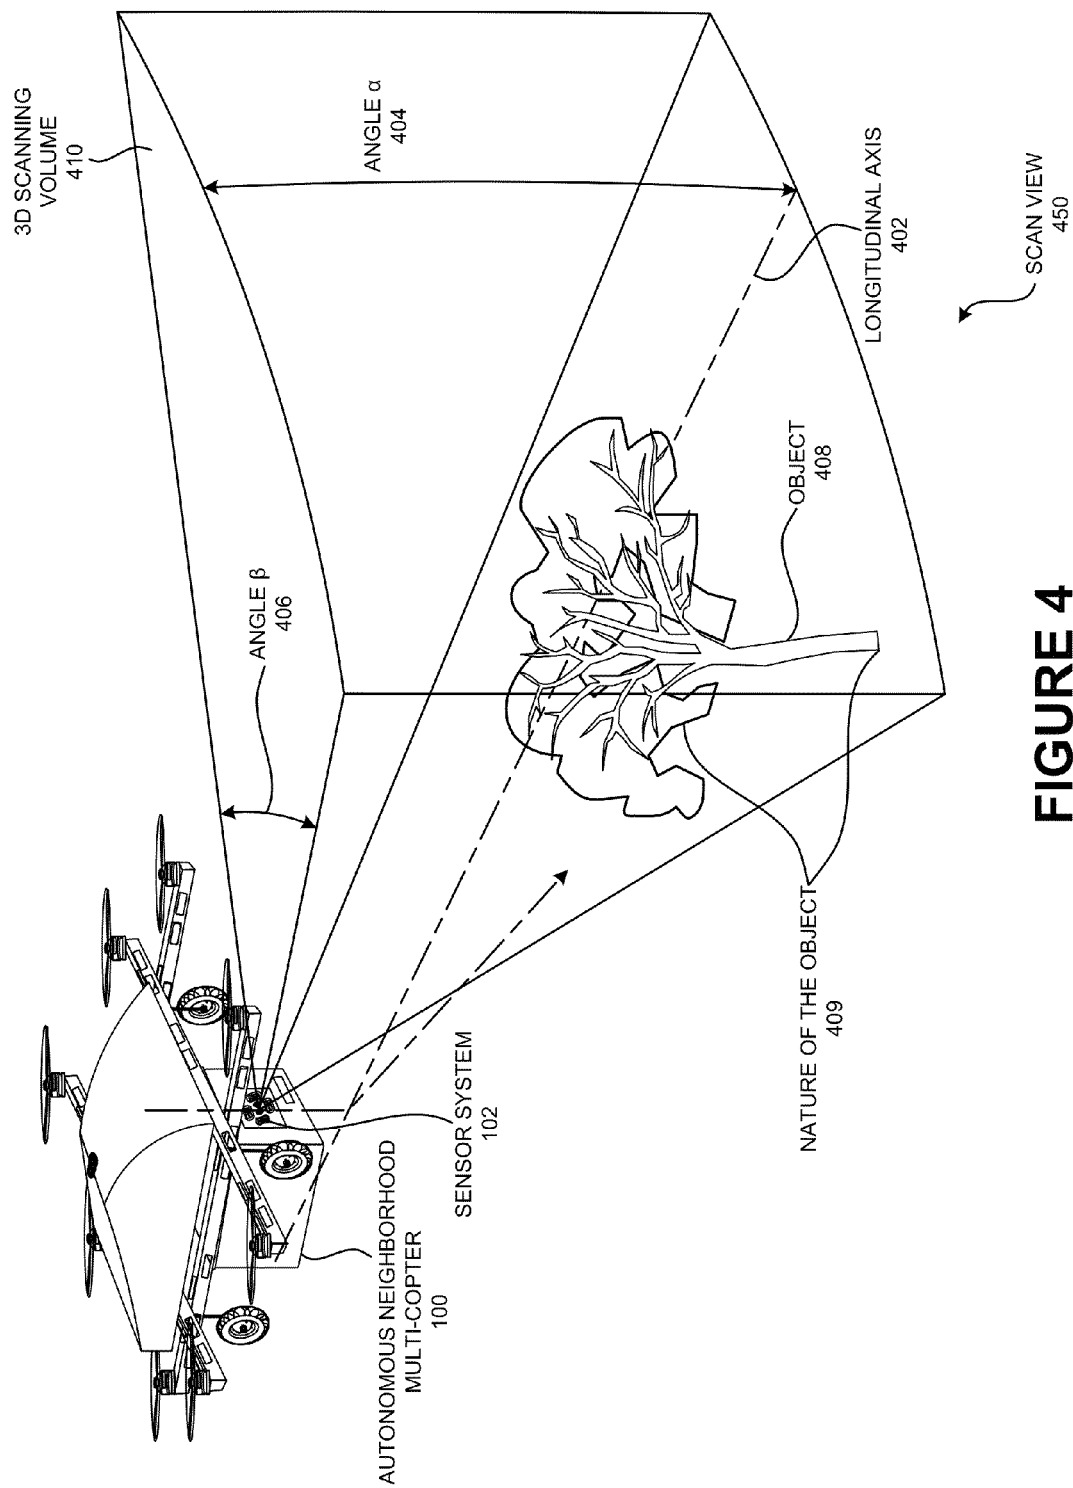 3D SCANNING
VOLUME
410
ANGLE α
404
LONGITUDINAL AXIS
402
SCAN VIEW
450
ANGLE β
406
OBJECT
408
NATURE OF THE OBJECT
409
SENSOR SYSTEM
102
AUTONOMOUS NEIGHBORHOOD
MULTI-COPTER
100
FIGURE 4